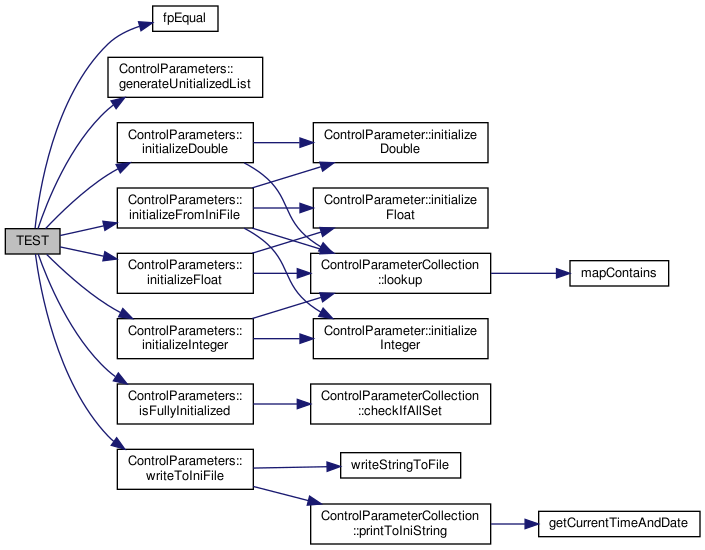 fpEqual
ControlParameters::
generateUnitializedList
ControlParameters::
initializeDouble
ControlParameter::initialize
Double
ControlParameters::
initializeFromIniFile
ControlParameter::initialize
Float
TEST
ControlParameters::
initializeFloat
ControlParameterCollection
::lookup
mapContains
ControlParameters::
initializeInteger
ControlParameter::initialize
Integer
ControlParameters::
isFullyInitialized
ControlParameterCollection
::checkIfAllSet
ControlParameters::
writeToIniFile
writeStringToFile
ControlParameterCollection
::printToIniString
getCurrentTimeAndDate